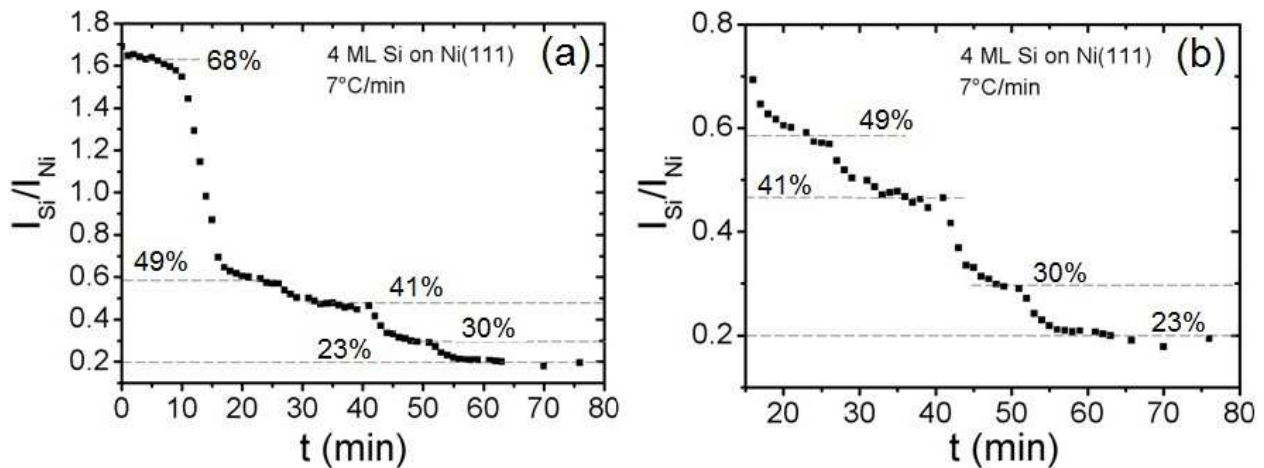 (a)
4 ML Si on Ni(111)
7°C/min
68%
49%
41%
30%
23%
1.8
1.6
1.4
1.2
1.0
0.8
0.6
0.4
0.2
I_Si/I_Ni
0 10 20 30 40 50 60 70 80
t (min)
(b)
4 ML Si on Ni(111)
7°C/min
49%
41%
30%
23%
0.8
0.6
0.4
0.2
I_Si/I_Ni
20 30 40 50 60 70 80
t (min)